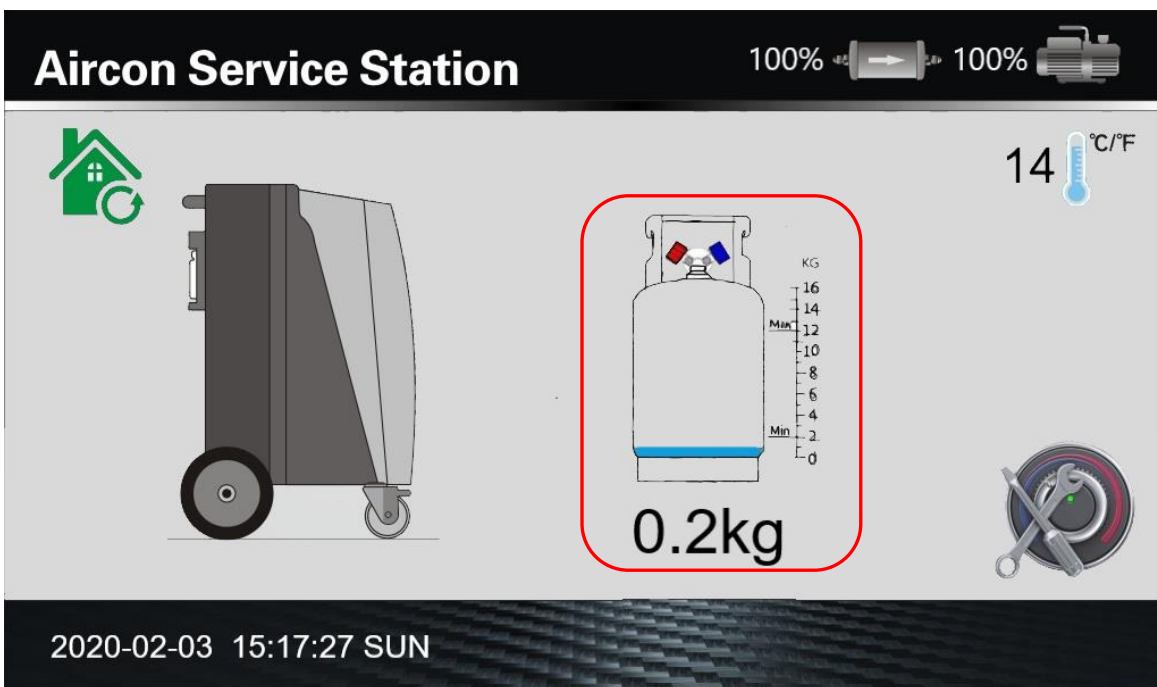 Aircon Service Station
100%
100%
14
°C/°F
KG
16
14
Max 12
10
8
6
4
Min 2
0
0.2kg
2020-02-03 15:17:27 SUN